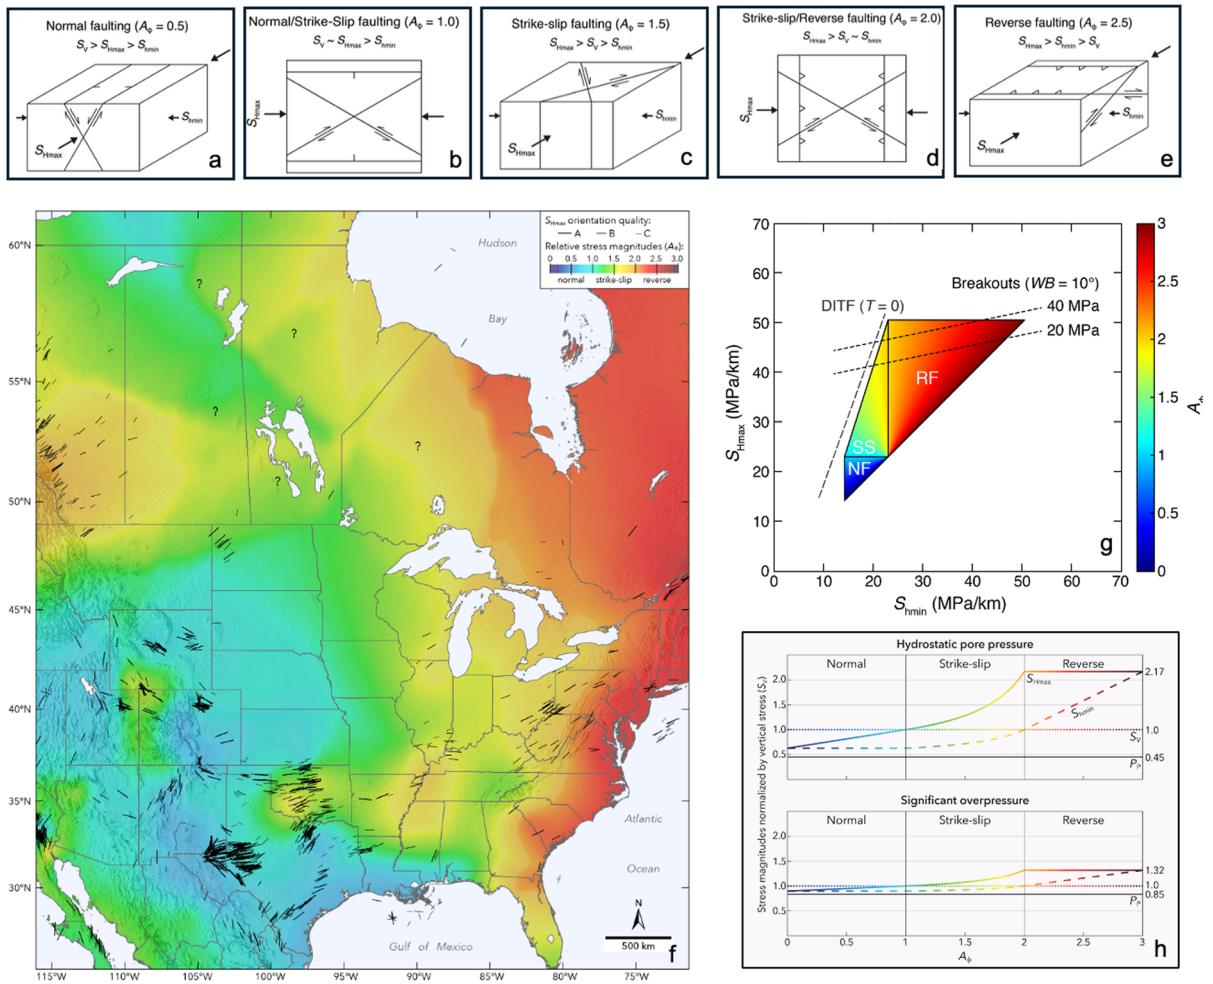 Normal faulting (Aϕ = 0.5)
SV > SHmax > Shmin
Shmin
SHmax
a
Normal/Strike-Slip faulting (Aϕ = 1.0)
SV ~ SHmax > Shmin
SHmax
b
Strike-slip faulting (Aϕ = 1.5)
SHmax > SV > Shmin
Shmin
SHmax
c
Strike-slip/Reverse faulting (Aϕ = 2.0)
SHmax > SV ~ Shmin
SHmax
d
Reverse faulting (Aϕ = 2.5)
SHmax > Shmin > SV
Shmin
SHmax
e
SHmax orientation quality:
— A — B – C
Relative stress magnitudes (Aϕ):
0 0.5 1.0 1.5 2.0 2.5 3.0
normal strike-slip reverse
60°N
55°N
50°N
45°N
40°N
35°N
30°N
Hudson
Bay
?
?
?
?
?
Atlantic
Ocean
Gulf of Mexico
N
500 km
f
115°W 110°W 105°W 100°W 95°W 90°W 85°W 80°W 75°W
70
60
50
40
30
20
10
0
SHmax (MPa/km)
Breakouts (WB = 10°)
DITF (T = 0)
40 MPa
20 MPa
RF
SS
NF
g
0 10 20 30 40 50 60 70
Shmin (MPa/km)
3
2.5
2
1.5
1
0.5
0
Aϕ
Hydrostatic pore pressure
Normal Strike-slip Reverse
2.0
1.5
1.0
0.5
SHmax
Shmin
2.17
1.0
SV
PP
0.45
Significant overpressure
Normal Strike-slip Reverse
2.0
1.5
1.0
0.5
1.32
1.0
0.85
PP
Stress magnitudes normalized by vertical stress (SV)
0 0.5 1 1.5 2 2.5 3
Aϕ
h